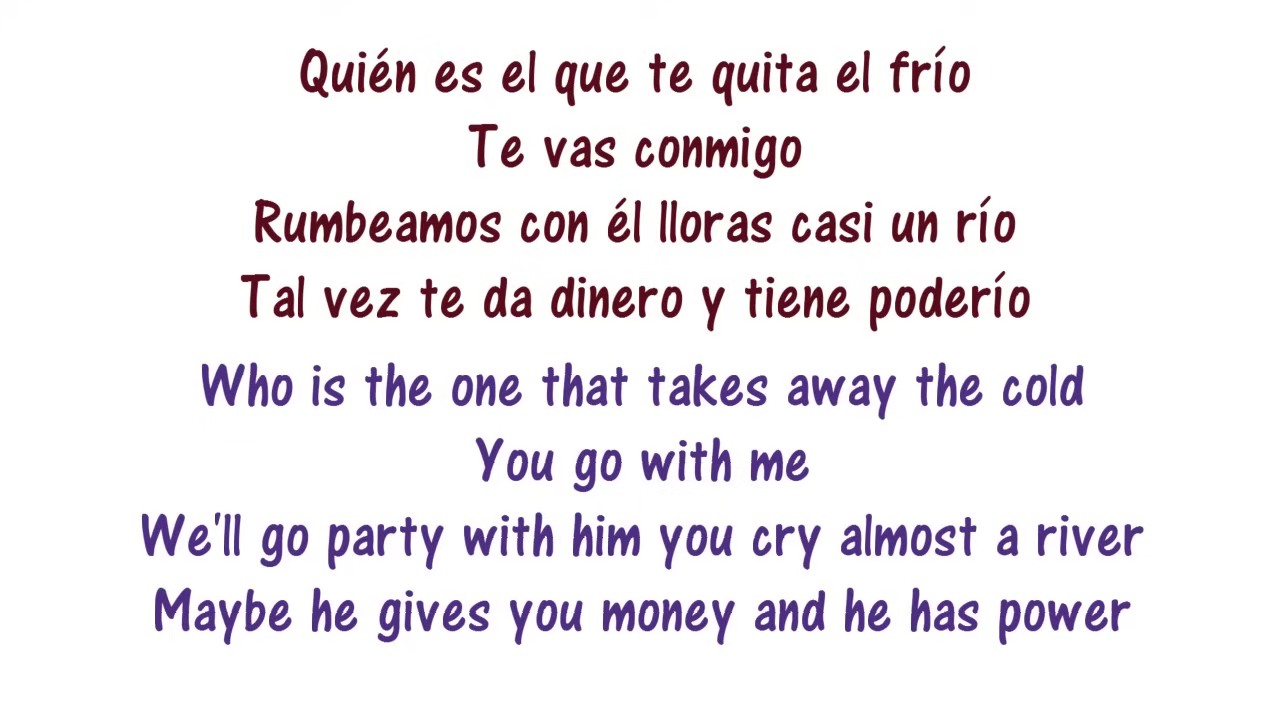 Quién es el que te quita el frío
Te vas conmigo
Rumbeamos con él lloras casi un río
Tal vez te da dinero y tiene poderío
Who is the one that takes away the cold
You go with me
We'll go party with him you cry almost a river
Maybe he gives you money and he has power